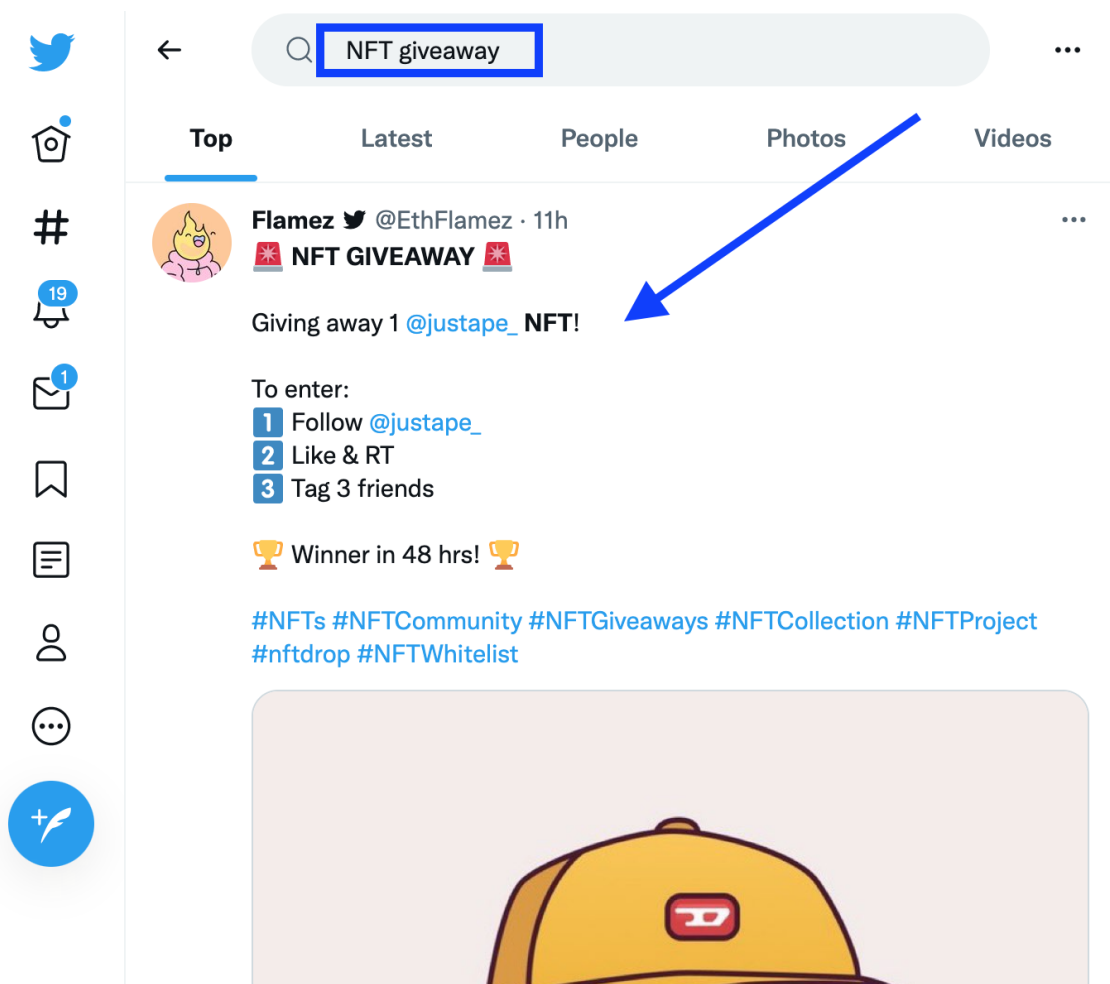 NFT giveaway
Top Latest People Photos Videos
Flamez @EthFlamez · 11h
🚨 NFT GIVEAWAY 🚨
Giving away 1 @justape_ NFT!
To enter:
1️⃣ Follow @justape_
2️⃣ Like & RT
3️⃣ Tag 3 friends
🏆 Winner in 48 hrs! 🏆
#NFTs #NFTCommunity #NFTGiveaways #NFTCollection #NFTProject
#nftdrop #NFTWhitelist
19
1